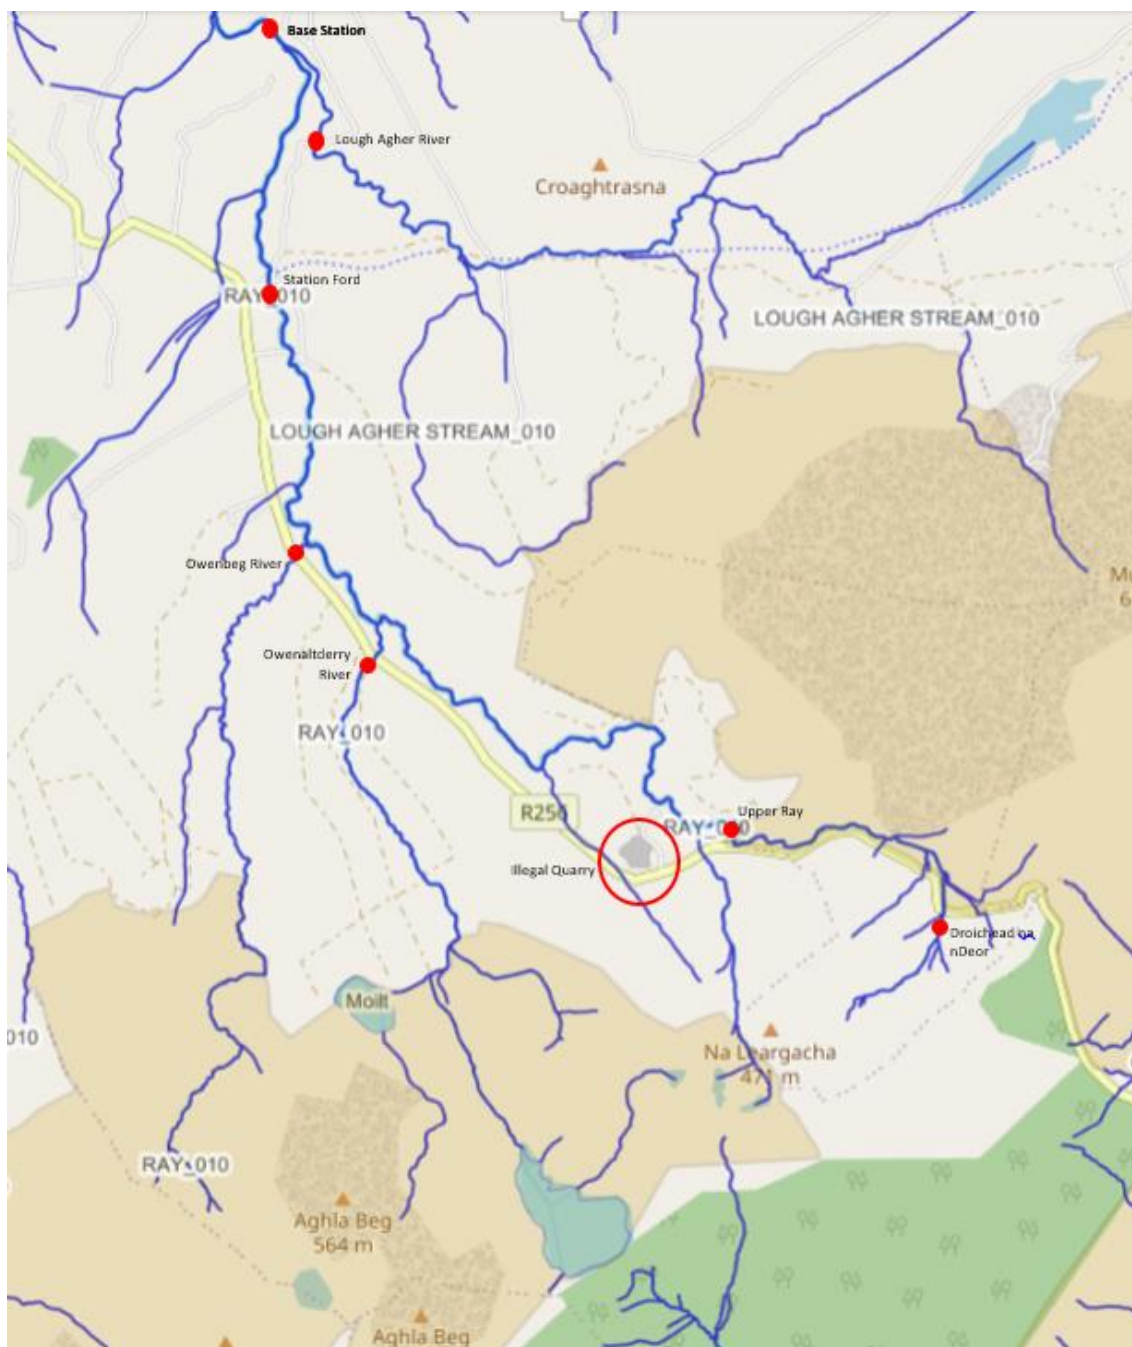 Base Station
Lough Agher River
Croaghtrasna
Station Ford
RAY_010
LOUGH AGHER STREAM_010
LOUGH AGHER STREAM_010
Owenbeg River
Owenaltderry
River
RAY_010
R256
Upper Ray
RAY_010
Illegal Quarry
Droichead na
nDeor
Moilt
010
Na Leargacha
471 m
RAY_010
Aghla Beg
564 m
Aghla Beg